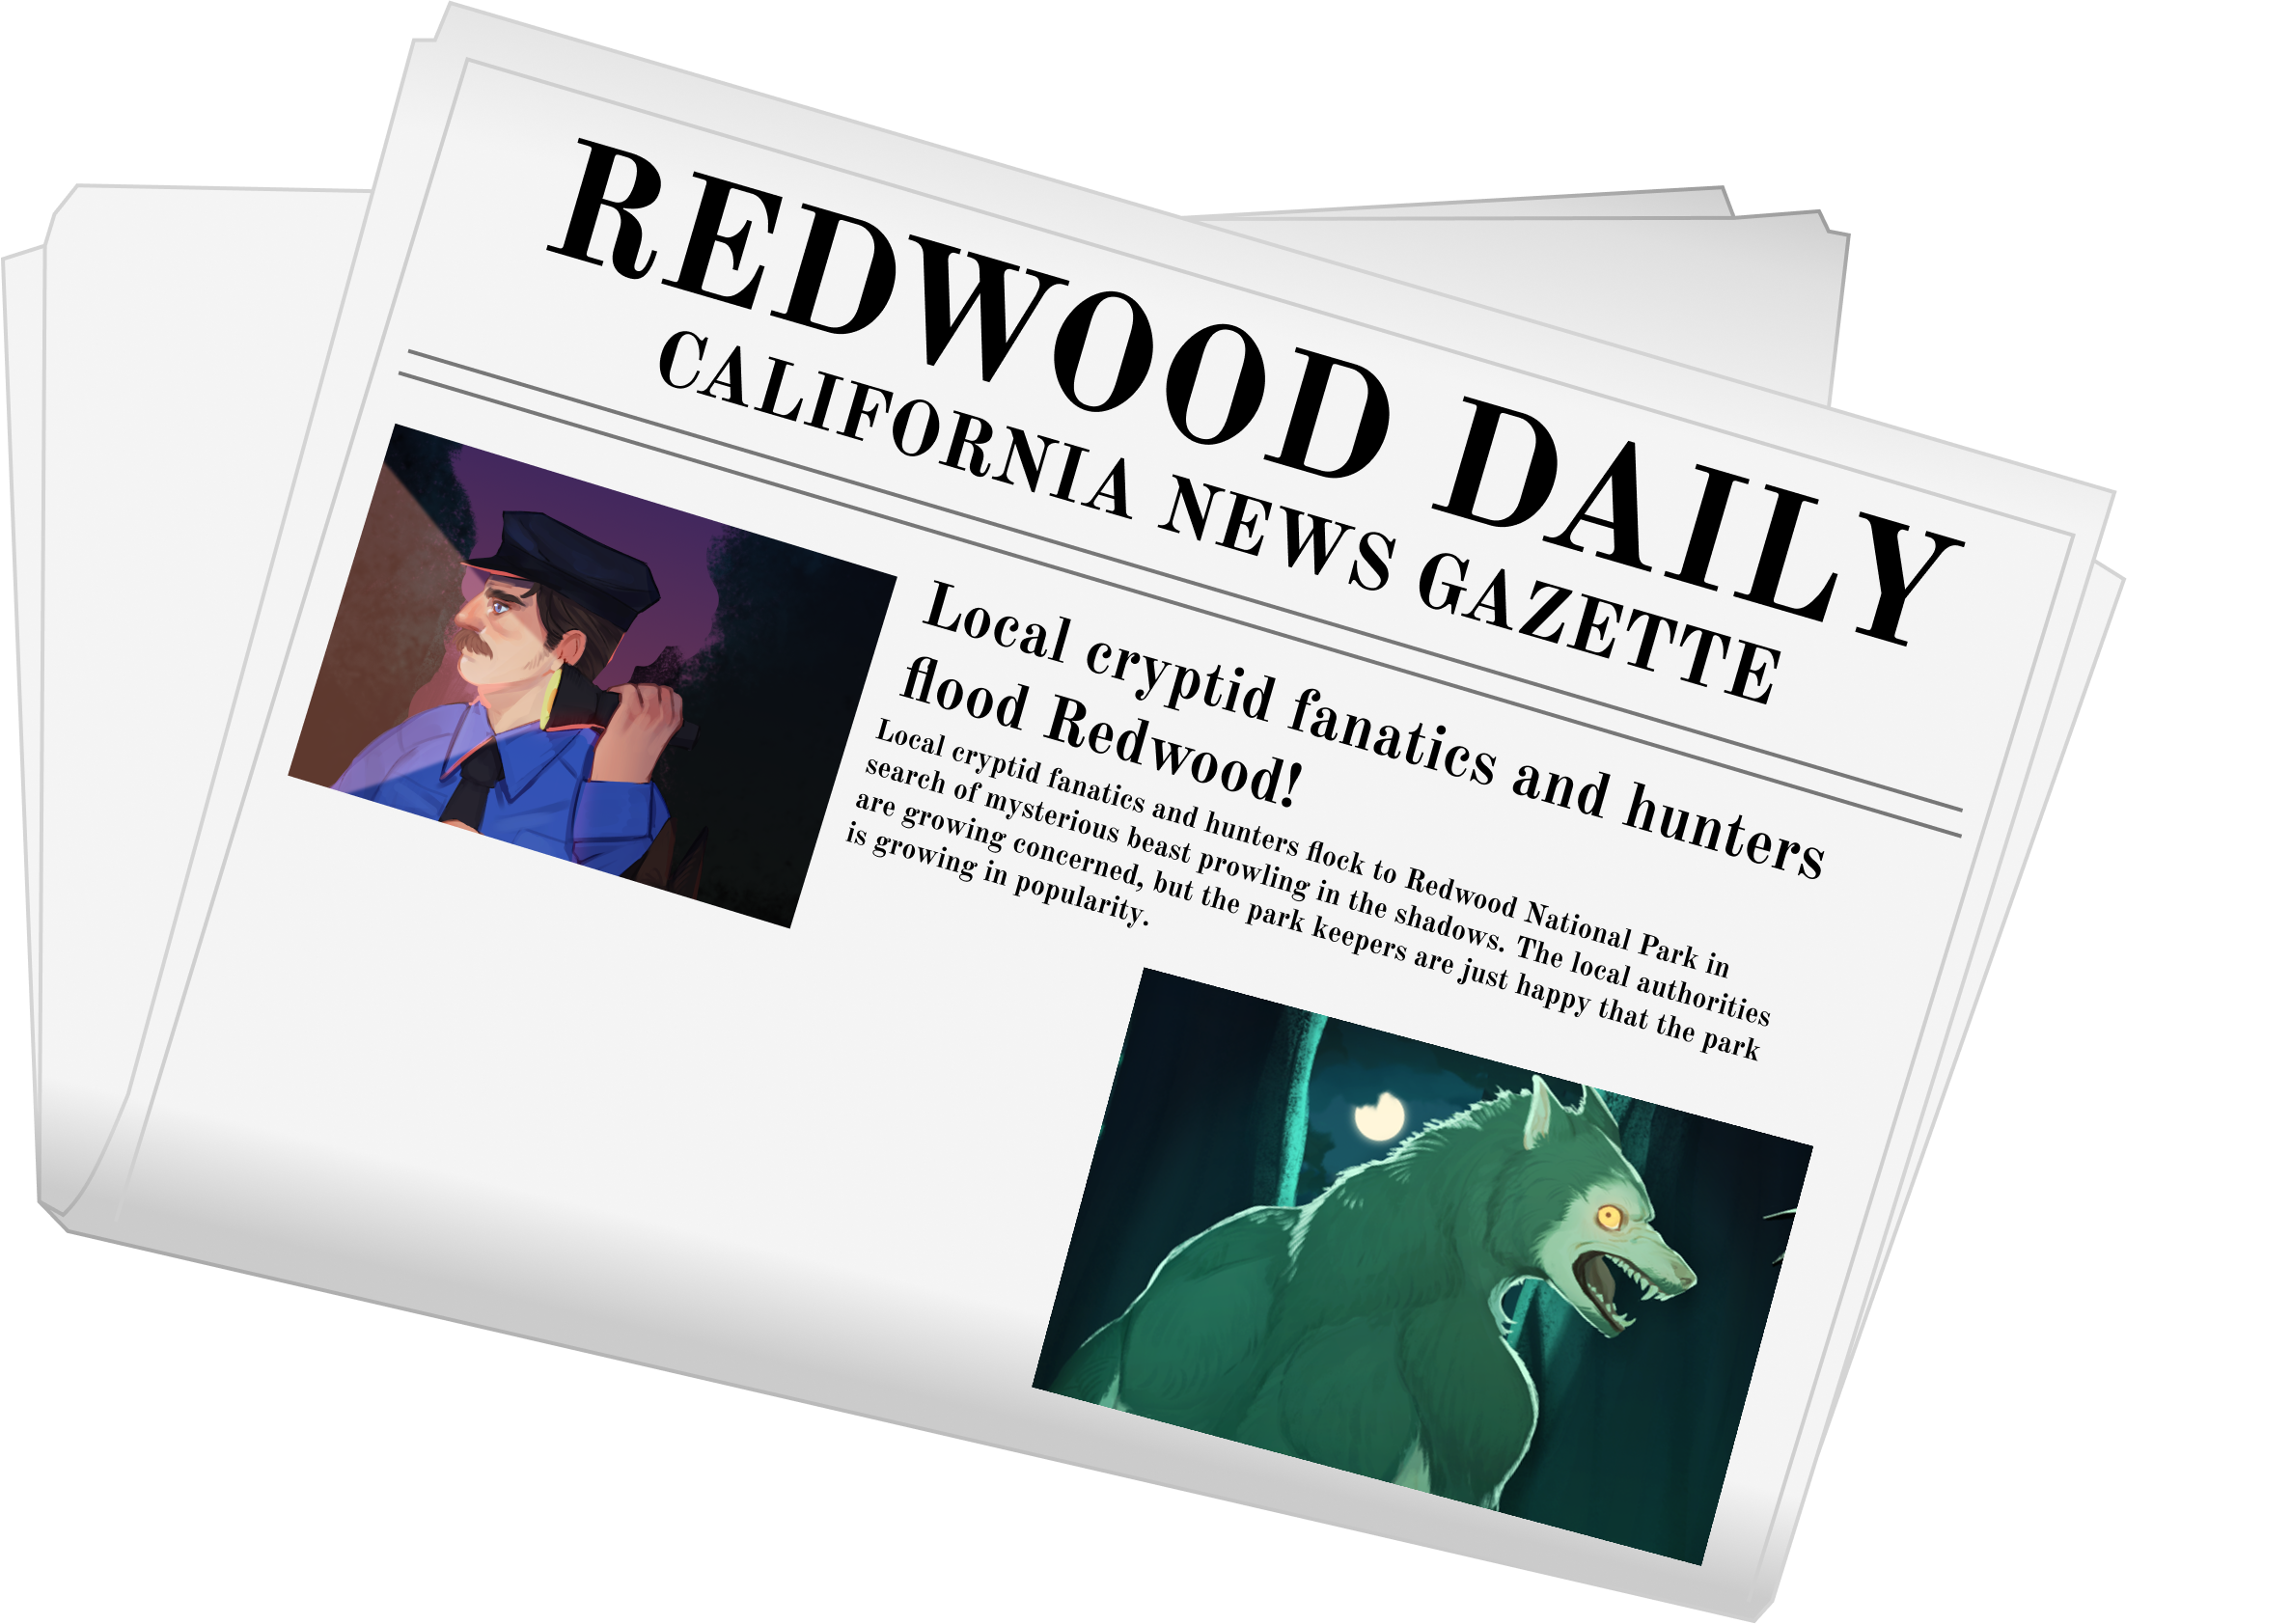 REDWOOD DAILY
CALIFORNIA NEWS GAZETTE
Local cryptid fanatics and hunters
flood Redwood!
Local cryptid fanatics and hunters flock to Redwood National Park in
search of mysterious beast prowling in the shadows. The local authorities
are growing concerned, but the park keepers are just happy that the park
is growing in popularity.